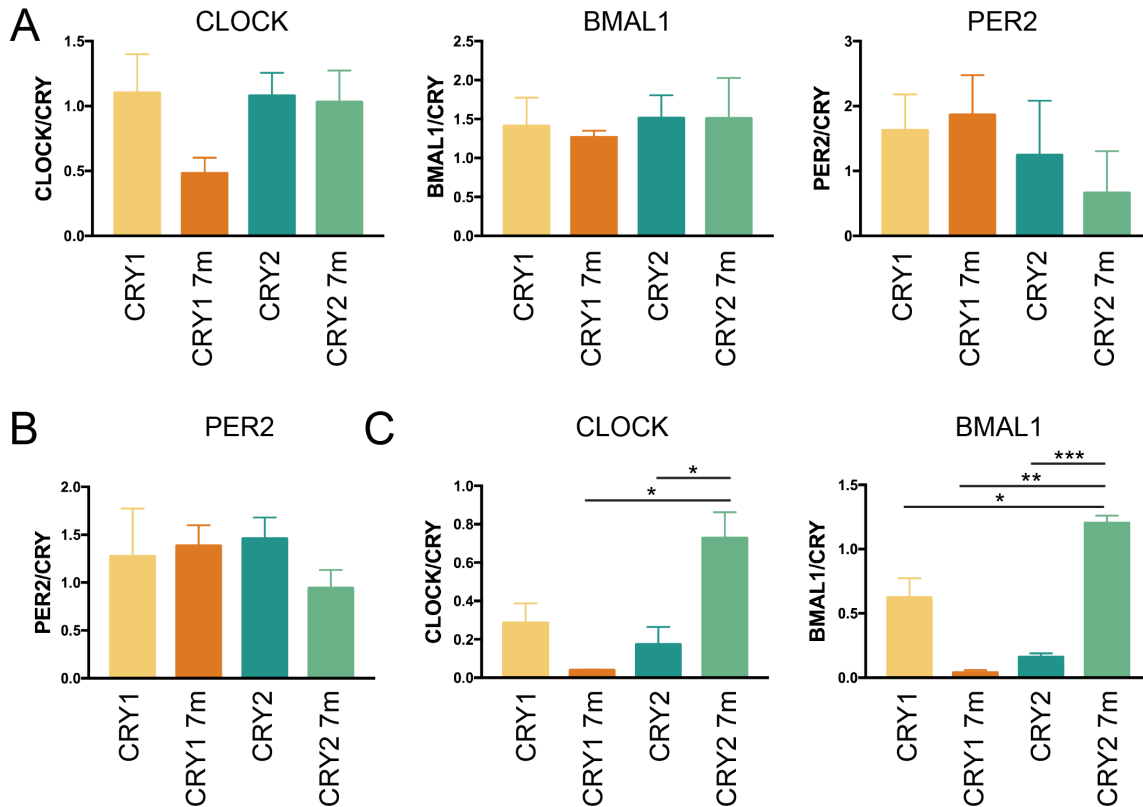 A
CLOCK
BMAL1
PER2
CLOCK/CRY
1.5
1.0
0.5
0.0
CRY1
CRY1 7m
CRY2
CRY2 7m
BMAL1/CRY
2.5
2.0
1.5
1.0
0.5
0.0
CRY1
CRY1 7m
CRY2
CRY2 7m
PER2/CRY
3
2
1
0
CRY1
CRY1 7m
CRY2
CRY2 7m
B
PER2
PER2/CRY
2.0
1.5
1.0
0.5
0.0
CRY1
CRY1 7m
CRY2
CRY2 7m
C
CLOCK
CLOCK/CRY
1.0
0.8
0.6
0.4
0.2
0.0
*
*
CRY1
CRY1 7m
CRY2
CRY2 7m
BMAL1
BMAL1/CRY
1.5
1.0
0.5
0.0
***
**
*
CRY1
CRY1 7m
CRY2
CRY2 7m